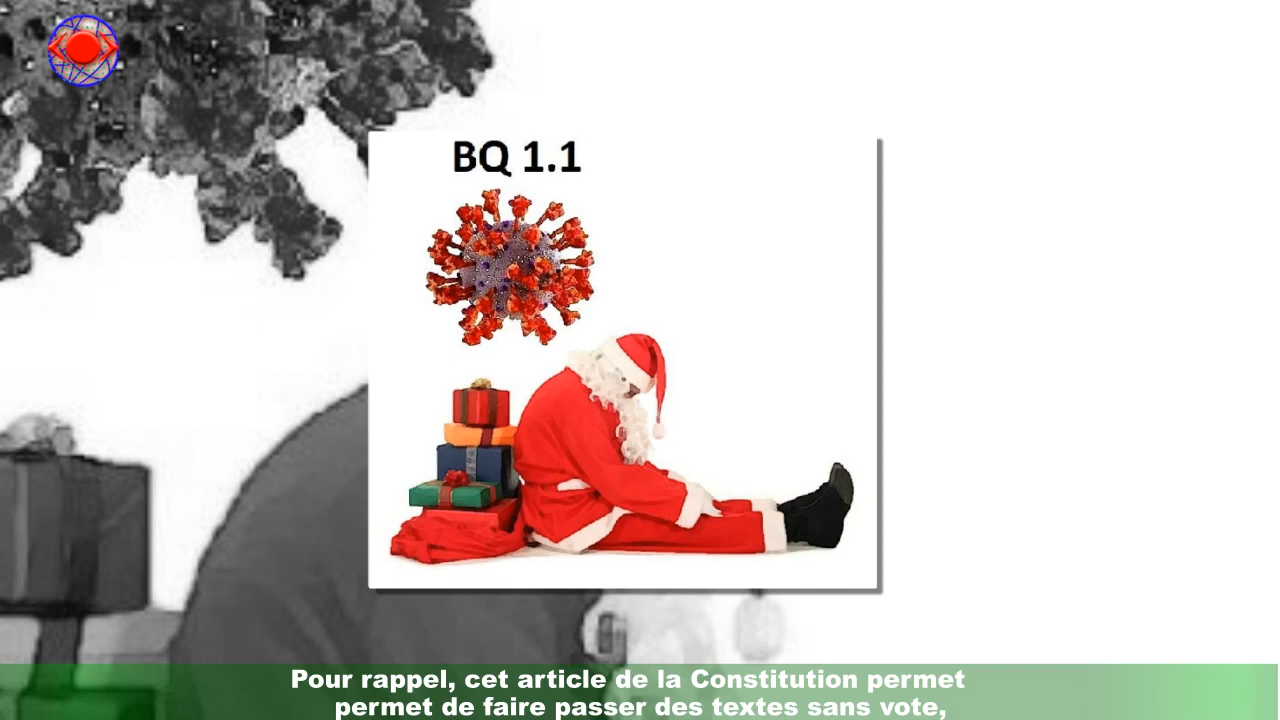 BQ 1.1
Pour rappel, cet article de la Constitution permet
permet de faire passer des textes sans vote,